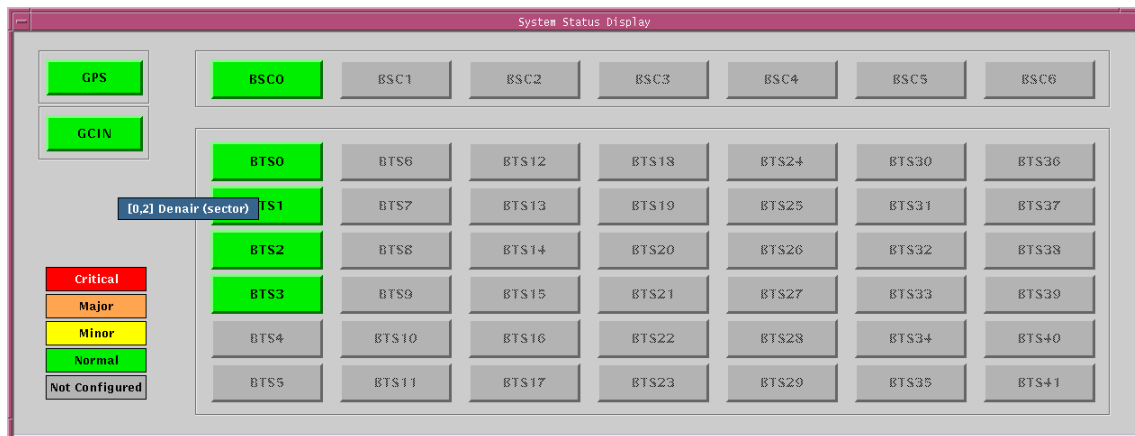 System Status Display
GPS
BSC0 BSC1 BSC2 BSC3 BSC4 BSC5 BSC6
GCIN
BTS0 BTS6 BTS12 BTS18 BTS24 BTS30 BTS36
[0,2] Denair (sector) TS1 BTS7 BTS13 BTS19 BTS25 BTS31 BTS37
BTS2 BTS8 BTS14 BTS20 BTS26 BTS32 BTS38
BTS3 BTS9 BTS15 BTS21 BTS27 BTS33 BTS39
BTS4 BTS10 BTS16 BTS22 BTS28 BTS34 BTS40
BTS5 BTS11 BTS17 BTS23 BTS29 BTS35 BTS41
Critical
Major
Minor
Normal
Not Configured